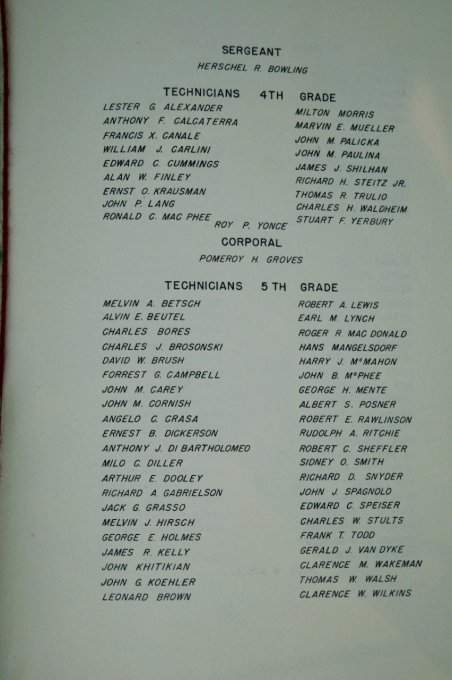 SERGEANT
HERSCHEL R. BOWLING
TECHNICIANS 4TH GRADE
LESTER G. ALEXANDER
ANTHONY F. CALCATERRA
FRANCIS X. CANALE
WILLIAM J. CARLINI
EDWARD C. CUMMINGS
ALAN W. FINLEY
ERNST O. KRAUSMAN
JOHN P. LANG
RONALD C. MAC PHEE
MILTON MORRIS
MARVIN E. MUELLER
JOHN M. PALICKA
JOHN M. PAULINA
JAMES J. SHILHAN
RICHARD H. STEITZ JR.
THOMAS R. TRULIO
CHARLES H. WALDHEIM
STUART F. YERBURY
ROY P. YONCE
CORPORAL
POMEROY H. GROVES
TECHNICIANS 5TH GRADE
MELVIN A. BETSCH
ALVIN E. BEUTEL
CHARLES BORES
CHARLES J. BROSONSKI
DAVID W. BRUSH
FORREST G. CAMPBELL
JOHN M. CAREY
JOHN M. CORNISH
ANGELO C. CRASA
ERNEST B. DICKERSON
ANTHONY J. DI BARTHOLOMEO
MILO C. DILLER
ARTHUR E. DOOLEY
RICHARD A. GABRIELSON
JACK G. GRASSO
MELVIN J. HIRSCH
GEORGE E. HOLMES
JAMES R. KELLY
JOHN KHITIKIAN
JOHN G. KOEHLER
LEONARD BROWN
ROBERT A. LEWIS
EARL M. LYNCH
ROGER R. MAC DONALD
HANS MANGELSDORF
HARRY J. McMAHON
JOHN B. McPHEE
GEORGE H. MENTE
ALBERT S. POSNER
ROBERT E. RAWLINSON
RUDOLPH A. RITCHIE
ROBERT C. SHEFFLER
SIDNEY O. SMITH
RICHARD D. SNYDER
JOHN J. SPAGNOLO
EDWARD C. SPEISER
CHARLES W. STULTS
FRANK T. TODD
GERALD J. VAN DYKE
CLARENCE M. WAKEMAN
THOMAS W. WALSH
CLARENCE W. WILKINS